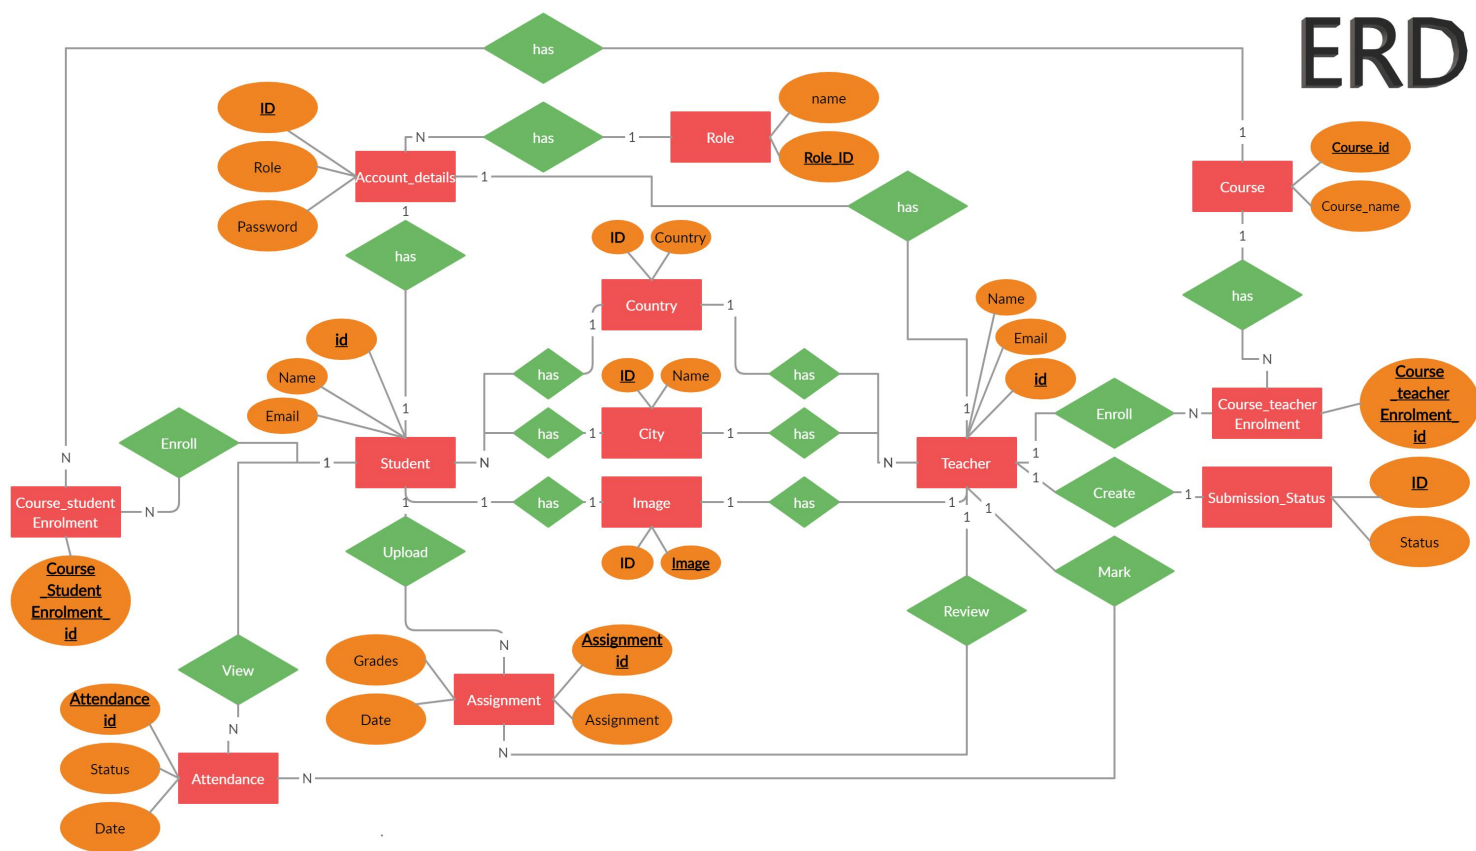 ERD
has
ID
name
N
has
1
Role
Role_ID
1
Course_id
Role
Account_details
1
Course
Course_name
Password
1
has
has
ID
Country
1
Country
1
1
has
Name
id
Email
has
has
N
Name
ID
Name
id
Course
_teacher
Enrolment_
id
Email
1
1
Course_teacher
Enrolment
Enroll
has
1
City
1
has
Enroll
N
1
N
1
Student
N
N
Teacher
1
1
Create
1
Submission_Status
ID
Course_student
Enrolment
N
1
1
has
1
Image
1
has
1
1
1
Status
Upload
ID
Image
Mark
Course
_Student
Enrolment_
id
Review
Grades
N
Assignment
id
View
Assignment
Date
Assignment
Attendance
id
N
N
Status
Attendance
N
Date